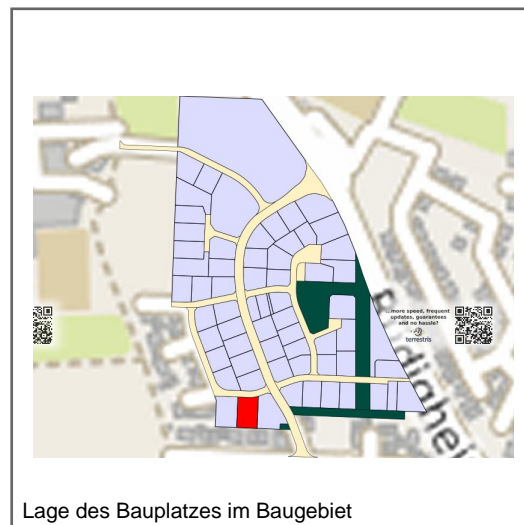 ...more speed, frequent
updates, guarantees
and no hassle?
terrestris
Lage des Bauplatzes im Baugebiet